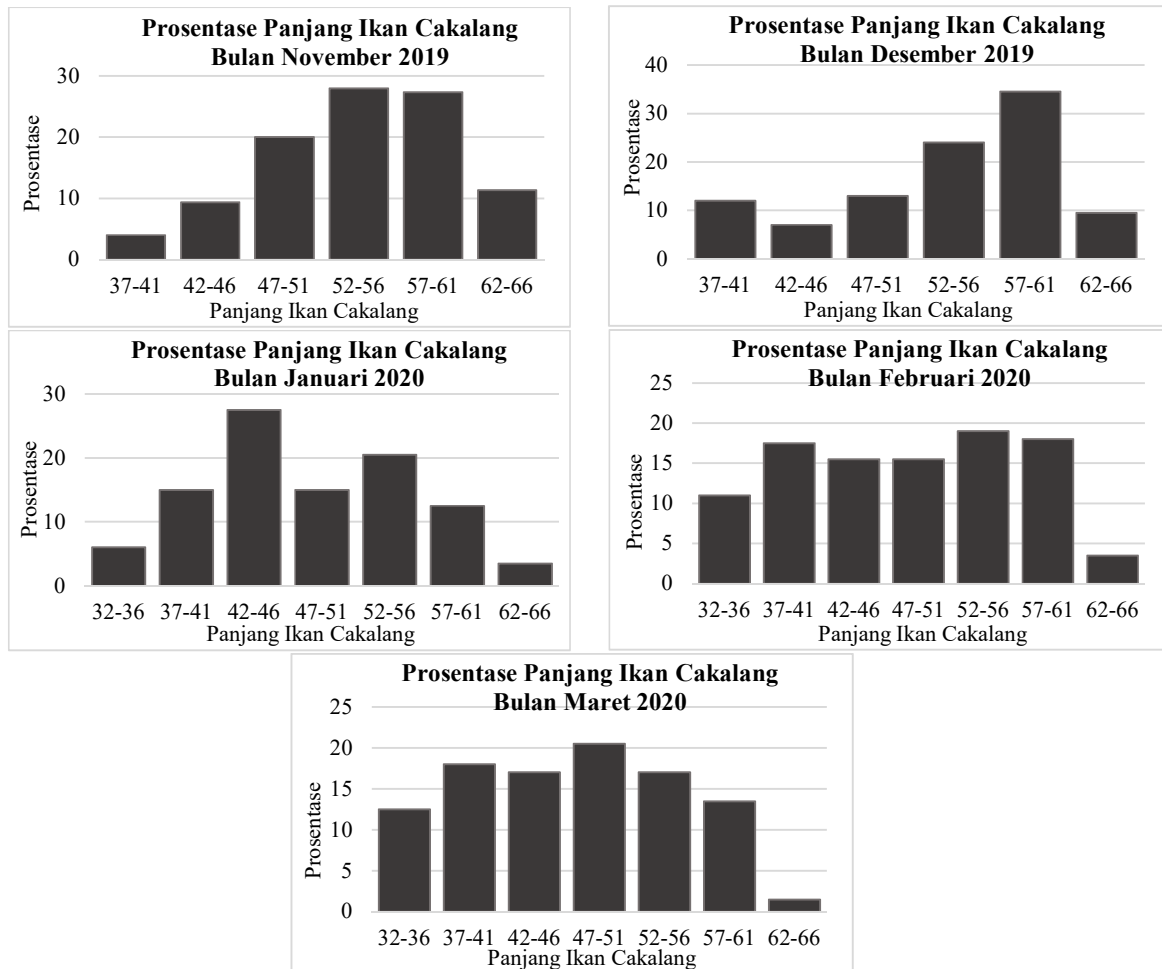 Prosentase Panjang Ikan Cakalang
Bulan November 2019
30
20
10
0
Prosentase
37-41 42-46 47-51 52-56 57-61 62-66
Panjang Ikan Cakalang
Prosentase Panjang Ikan Cakalang
Bulan Desember 2019
40
30
20
10
0
Prosentase
37-41 42-46 47-51 52-56 57-61 62-66
Panjang Ikan Cakalang
Prosentase Panjang Ikan Cakalang
Bulan Januari 2020
30
20
10
0
Prosentase
32-36 37-41 42-46 47-51 52-56 57-61 62-66
Panjang Ikan Cakalang
Prosentase Panjang Ikan Cakalang
Bulan Februari 2020
25
20
15
10
5
0
Prosentase
32-36 37-41 42-46 47-51 52-56 57-61 62-66
Panjang Ikan Cakalang
Prosentase Panjang Ikan Cakalang
Bulan Maret 2020
25
20
15
10
5
0
Prosentase
32-36 37-41 42-46 47-51 52-56 57-61 62-66
Panjang Ikan Cakalang